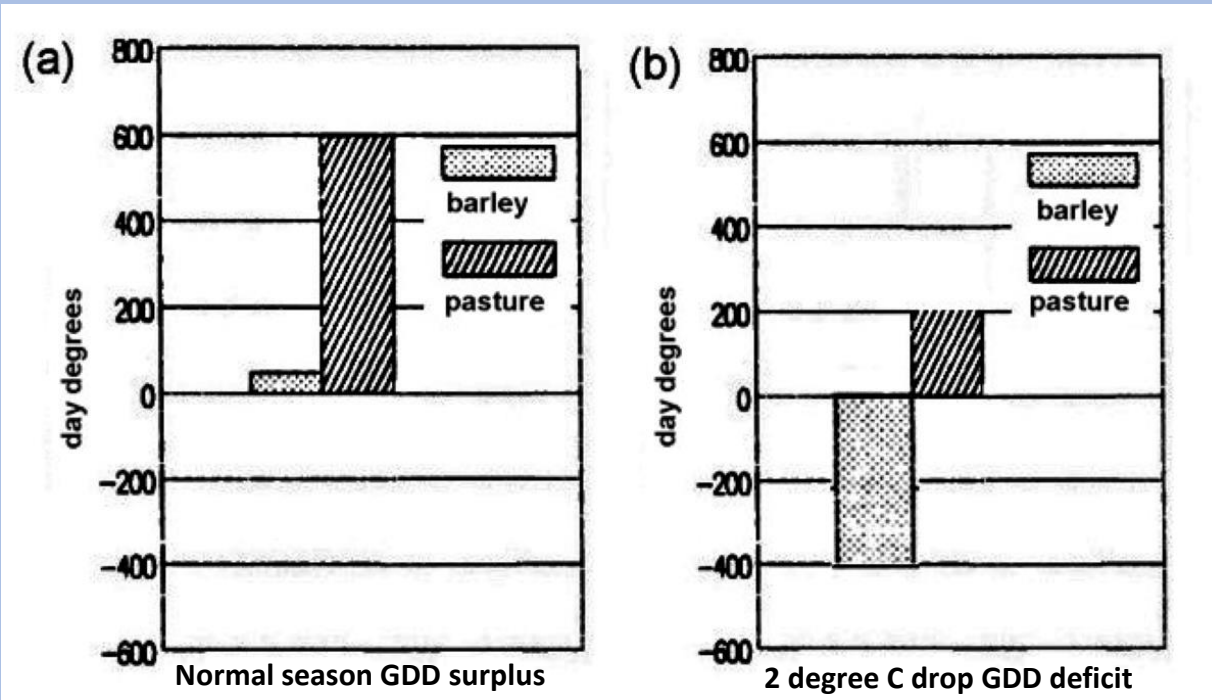 (a)
800
600
400
200
0
−200
−400
−600
day degrees
barley
pasture
Normal season GDD surplus
(b)
800
600
400
200
0
−200
−400
−600
day degrees
barley
pasture
2 degree C drop GDD deficit